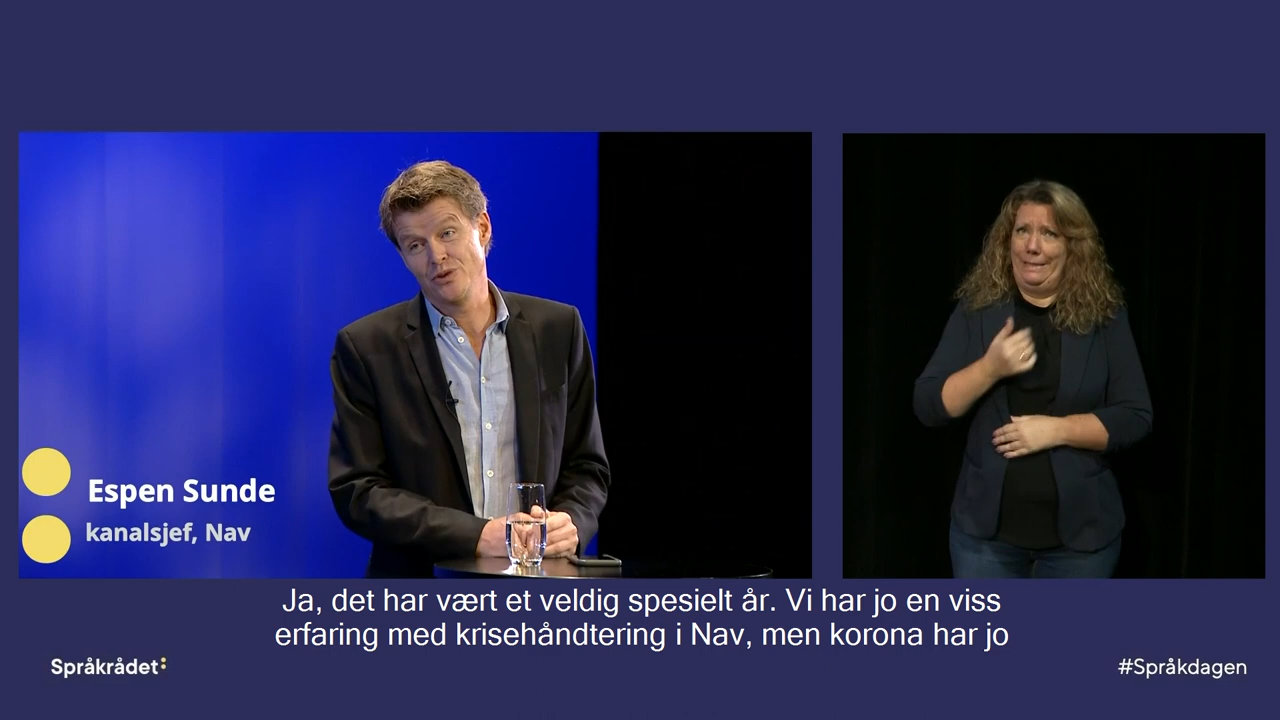 Espen Sunde
kanalsjef, Nav
Ja, det har vært et veldig spesielt år. Vi har jo en viss
erfaring med krisehåndtering i Nav, men korona har jo
Språkrådet:
#Språkdagen